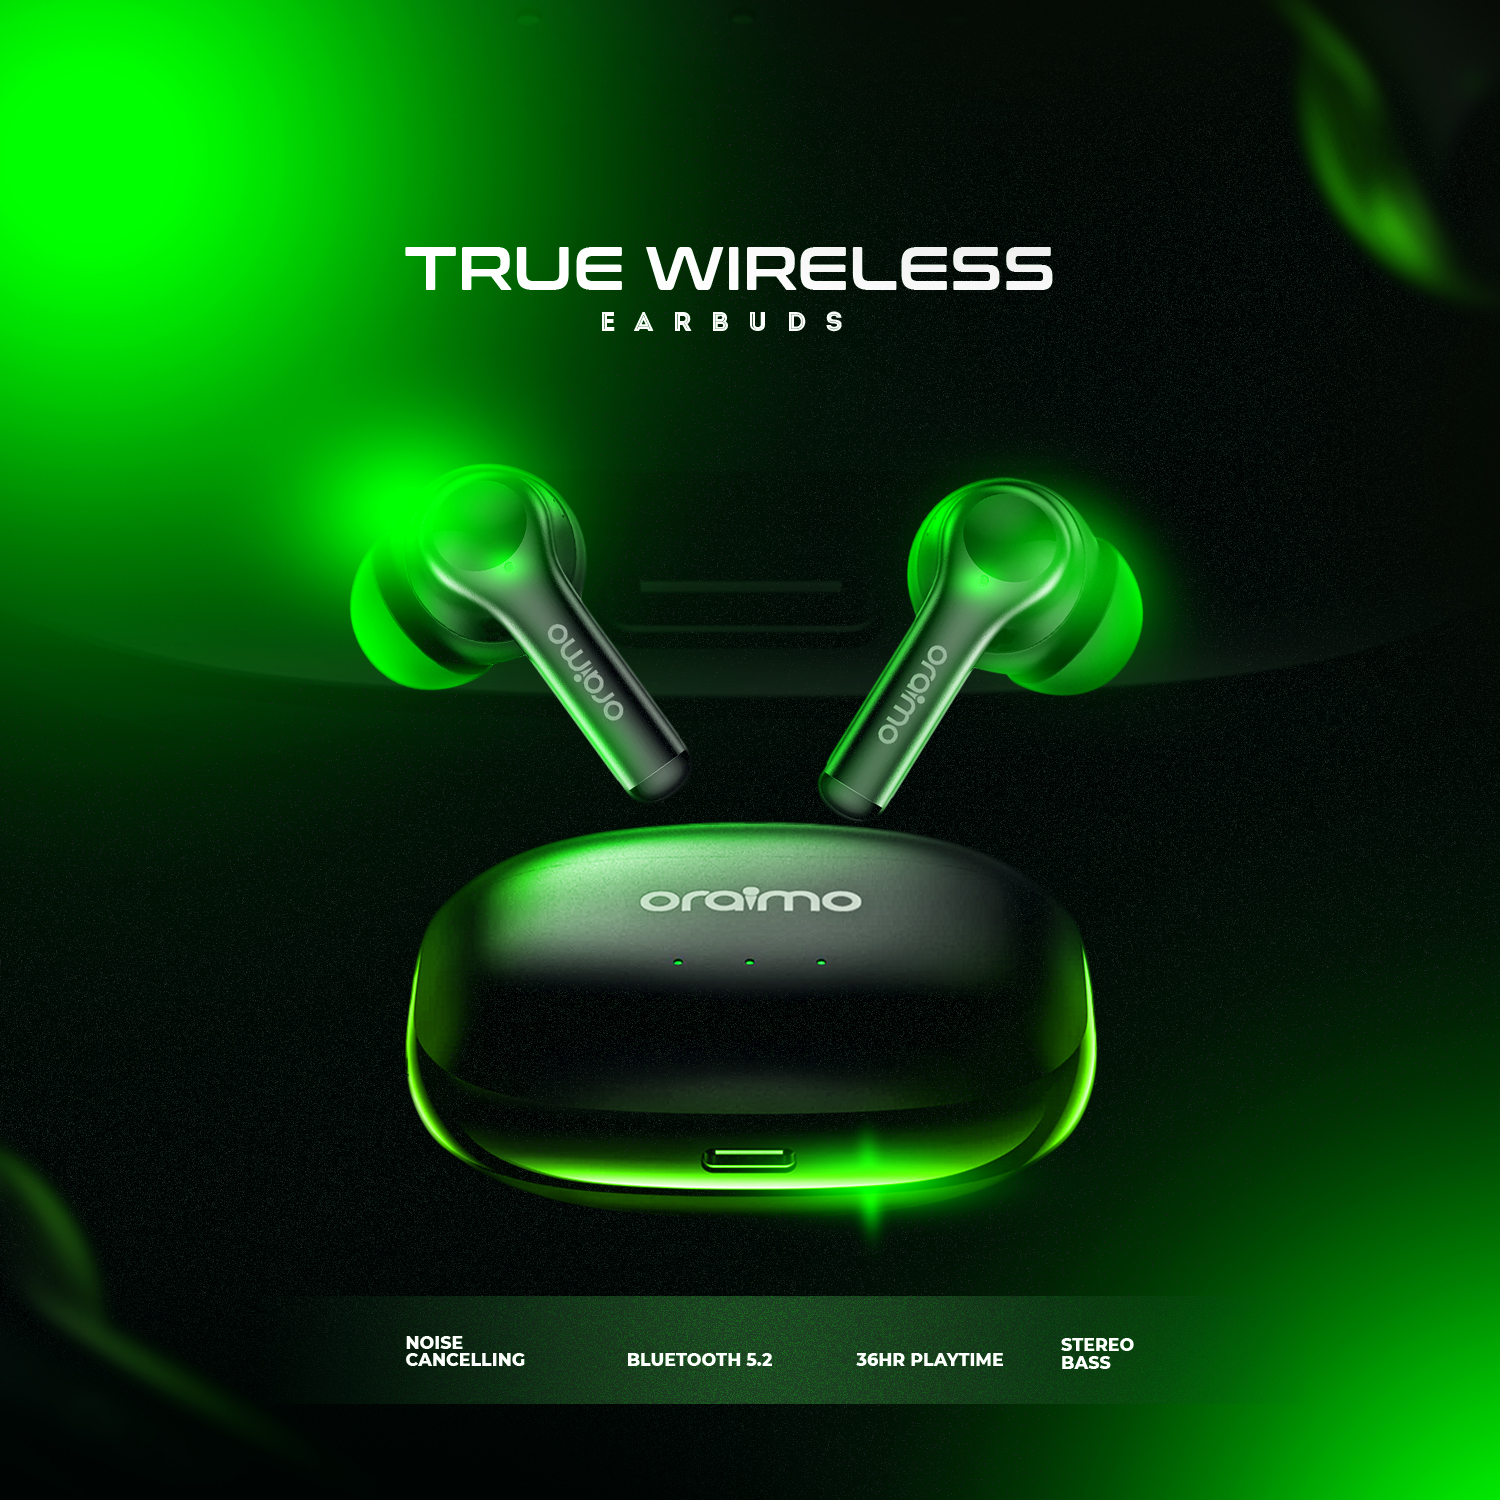 TRUE WIRELESS
EARBUDS
oraimo
oraimo
oraimo
NOISE
CANCELLING
BLUETOOTH 5.2
36HR PLAYTIME
STEREO
BASS